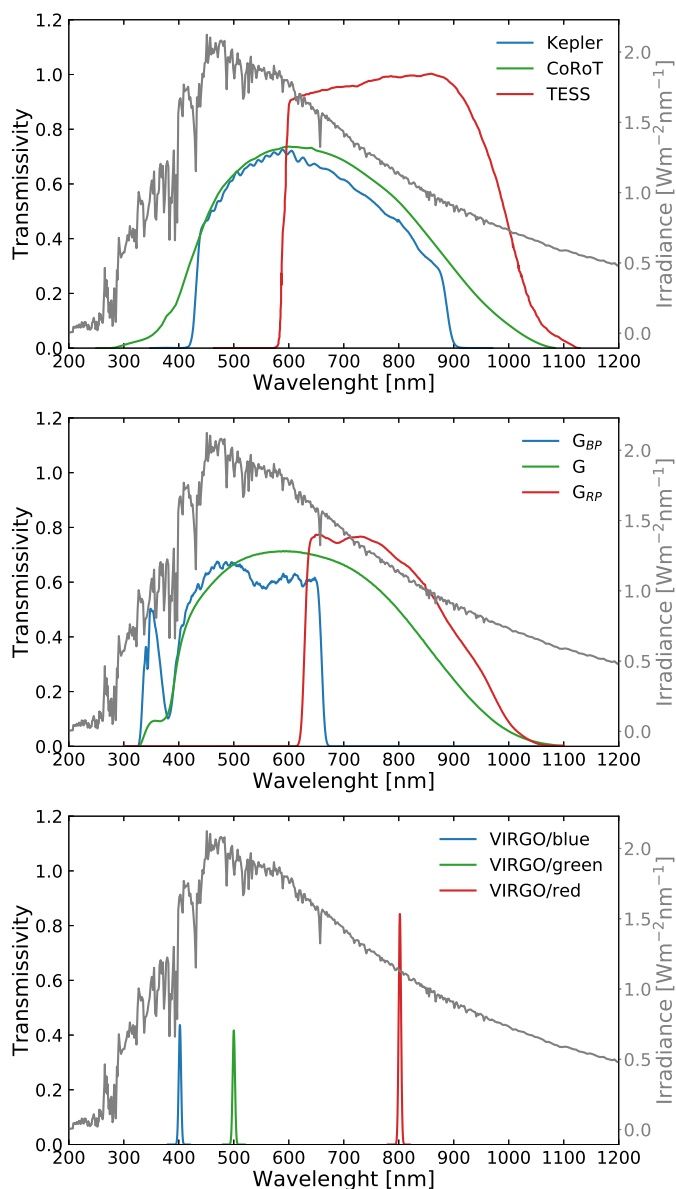 1.2
1.0
0.8
0.6
0.4
0.2
0.0
Transmissivity
Kepler
CoRoT
TESS
2.0
1.5
1.0
0.5
0.0
Irradiance [Wm⁻²nm⁻¹]
200 300 400 500 600 700 800 900 1000 1100 1200
Wavelenght [nm]
1.2
1.0
0.8
0.6
0.4
0.2
0.0
Transmissivity
G_BP
G
G_RP
2.0
1.5
1.0
0.5
0.0
Irradiance [Wm⁻²nm⁻¹]
200 300 400 500 600 700 800 900 1000 1100 1200
Wavelenght [nm]
1.2
1.0
0.8
0.6
0.4
0.2
0.0
Transmissivity
VIRGO/blue
VIRGO/green
VIRGO/red
2.0
1.5
1.0
0.5
0.0
Irradiance [Wm⁻²nm⁻¹]
200 300 400 500 600 700 800 900 1000 1100 1200
Wavelenght [nm]